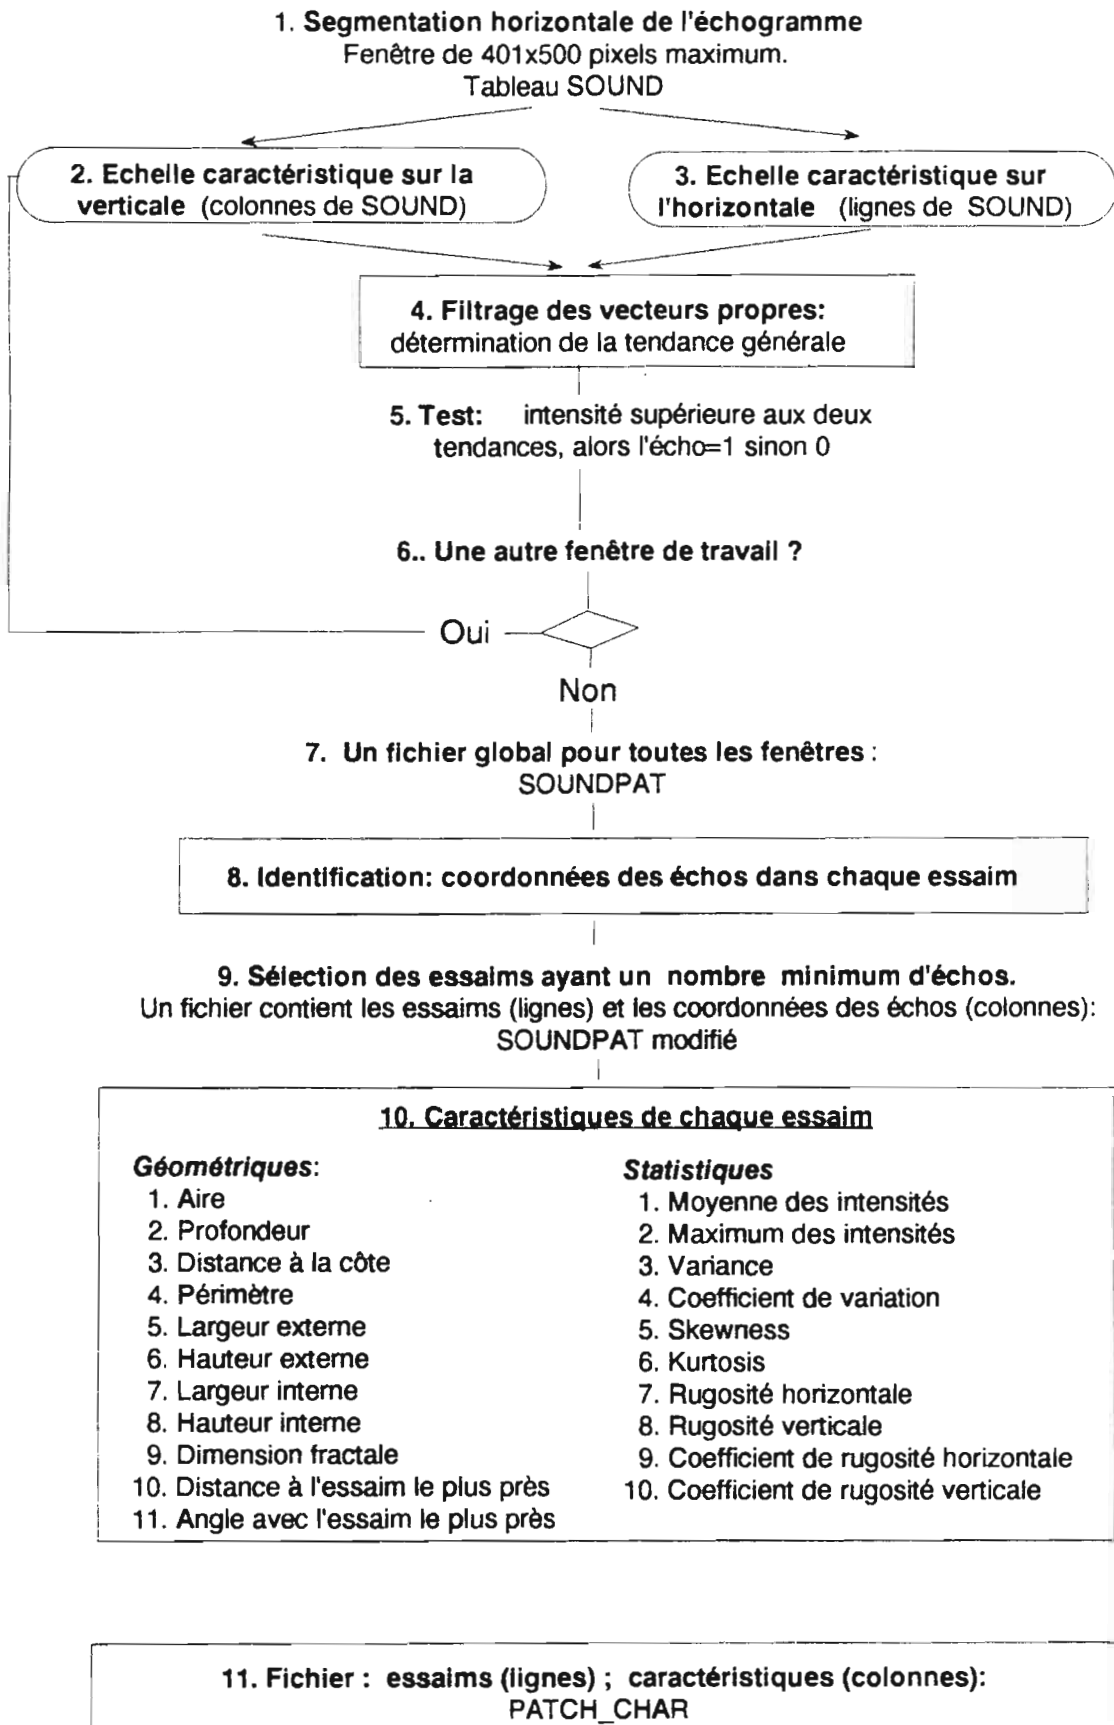 1. Segmentation horizontale de l'échogramme
Fenêtre de 401x500 pixels maximum.
Tableau SOUND
2. Echelle caractéristique sur la
verticale (colonnes de SOUND)
3. Echelle caractéristique sur
l'horizontale (lignes de SOUND)
4. Filtrage des vecteurs propres:
détermination de la tendance générale
5. Test: intensité supérieure aux deux
tendances, alors l'écho=1 sinon 0
6.. Une autre fenêtre de travail ?
Oui
Non
7. Un fichier global pour toutes les fenêtres :
SOUNDPAT
8. Identification: coordonnées des échos dans chaque essaim
9. Sélection des essaims ayant un nombre minimum d'échos.
Un fichier contient les essaims (lignes) et les coordonnées des échos (colonnes):
SOUNDPAT modifié
10. Caractéristiques de chaque essaim
Géométriques:
1. Aire
2. Profondeur
3. Distance à la côte
4. Périmètre
5. Largeur externe
6. Hauteur externe
7. Largeur interne
8. Hauteur interne
9. Dimension fractale
10. Distance à l'essaim le plus près
11. Angle avec l'essaim le plus près
Statistiques
1. Moyenne des intensités
2. Maximum des intensités
3. Variance
4. Coefficient de variation
5. Skewness
6. Kurtosis
7. Rugosité horizontale
8. Rugosité verticale
9. Coefficient de rugosité horizontale
10. Coefficient de rugosité verticale
11. Fichier : essaims (lignes) ; caractéristiques (colonnes):
PATCH_CHAR